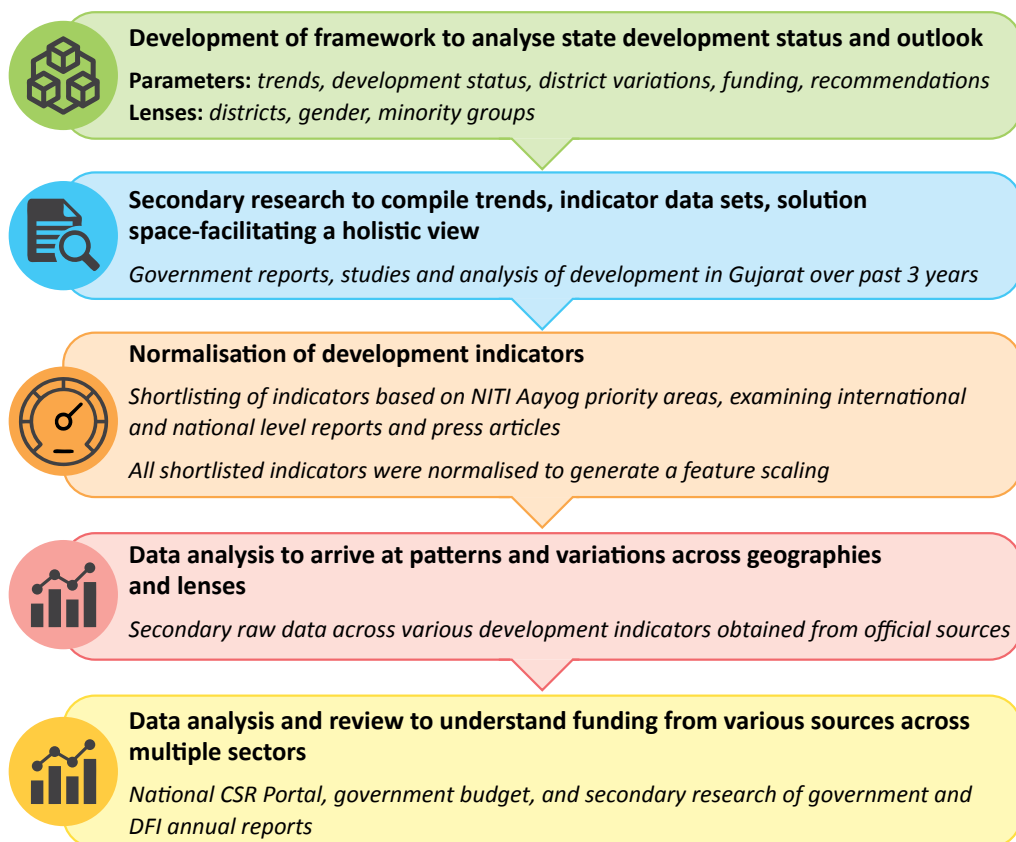 Development of framework to analyse state development status and outlook
Parameters: trends, development status, district variations, funding, recommendations
Lenses: districts, gender, minority groups
Secondary research to compile trends, indicator data sets, solution
space-facilitating a holistic view
Government reports, studies and analysis of development in Gujarat over past 3 years
Normalisation of development indicators
Shortlisting of indicators based on NITI Aayog priority areas, examining international
and national level reports and press articles
All shortlisted indicators were normalised to generate a feature scaling
Data analysis to arrive at patterns and variations across geographies
and lenses
Secondary raw data across various development indicators obtained from official sources
Data analysis and review to understand funding from various sources across
multiple sectors
National CSR Portal, government budget, and secondary research of government and
DFI annual reports